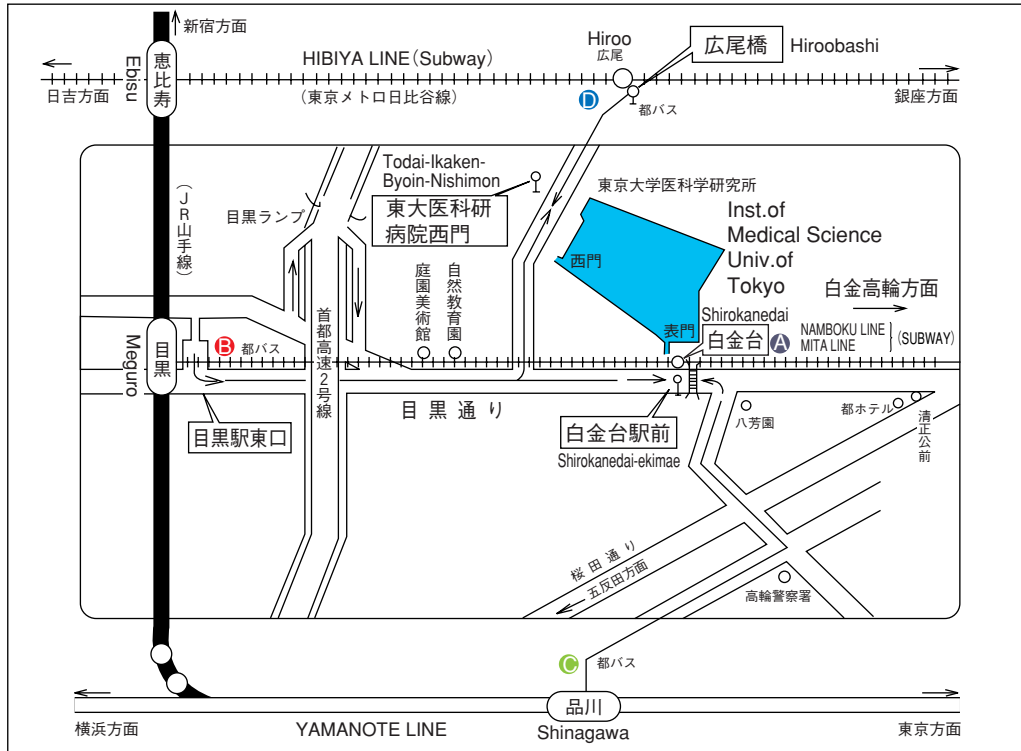 新宿方面
恵比寿
Ebisu
Hiroo
広尾
広尾橋
Hiroobashi
HIBIYA LINE(Subway)
日吉方面
(東京メトロ日比谷線)
D
都バス
銀座方面
(JR山手線)
目黒ランプ
Todai-Ikaken-
Byoin-Nishimon
東大医科研
病院西門
東京大学医科学研究所
Inst.of
Medical Science
Univ.of
Tokyo
西門
表門
庭園美術館
自然教育園
首都高速2号線
白金高輪方面
Shirokanedai
白金台
A
NAMBOKU LINE
MITA LINE
(SUBWAY)
目黒
Meguro
B
都バス
目黒通り
目黒駅東口
白金台駅前
Shirokanedai-ekimae
八芳園
都ホテル
清正公前
桜田通り
五反田方面
高輪警察署
C
都バス
品川
Shinagawa
横浜方面
YAMANOTE LINE
東京方面